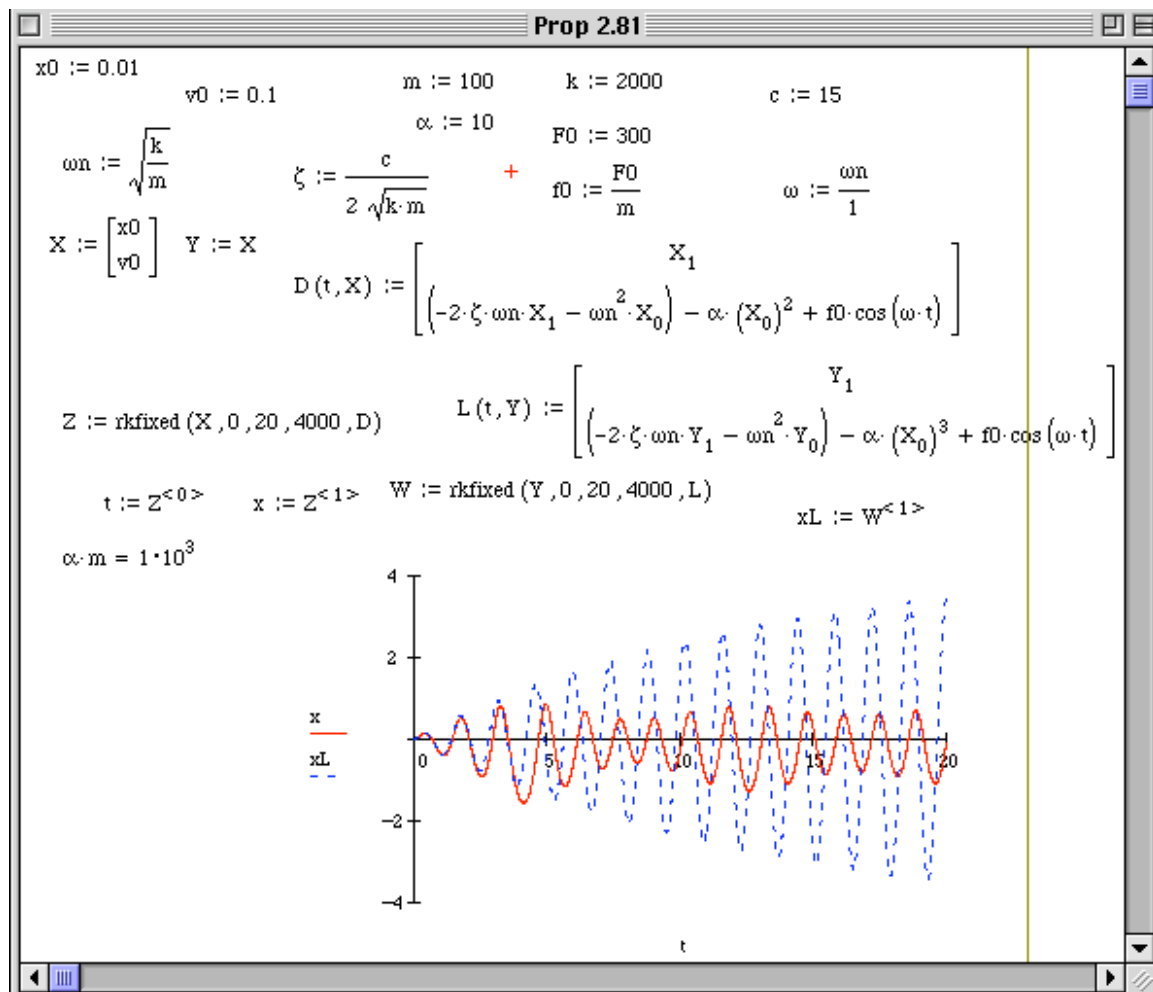 Prop 2.81
x0 := 0.01
v0 := 0.1
m := 100
k := 2000
c := 15
α := 10
F0 := 300
ωn := √(k/m)
ζ := c/(2 √(k·m))
+
f0 := F0/m
ω := ωn/1
X := [x0 v0]
Y := X
D (t , X) := [X₁
(-2·ζ·ωn·X₁ − ωn²·X₀) − α·(X₀)² + f0·cos(ω·t)]
Z := rkfixed (X , 0 , 20 , 4000 , D)
L (t , Y) := [Y₁
(-2·ζ·ωn·Y₁ − ωn²·Y₀) − α·(X₀)³ + f0·cos(ω·t)]
t := Z^<0>
x := Z^<1>
W := rkfixed (Y , 0 , 20 , 4000 , L)
xL := W^<1>
α·m = 1·10³
4
2
x
xL
0 5 10 15 20
−2
−4
t